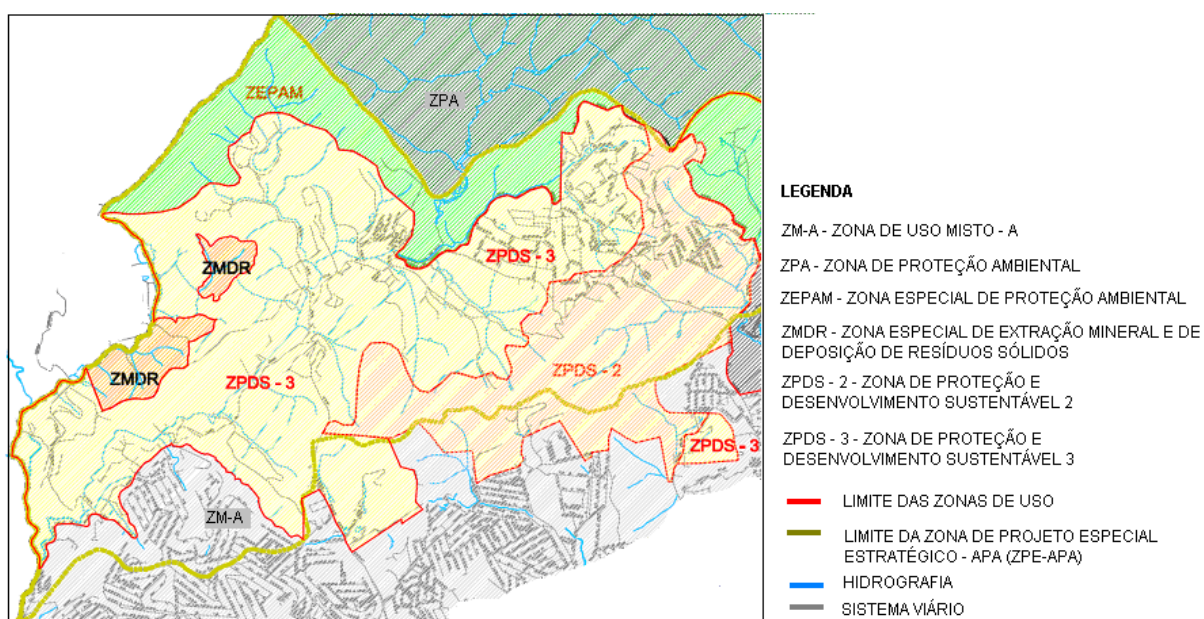 ZEPAM
ZPA
ZPDS - 3
ZMDR
ZMDR
ZPDS - 3
ZPDS - 2
ZPDS - 3
ZM-A
LEGENDA
ZM-A - ZONA DE USO MISTO - A
ZPA - ZONA DE PROTEÇÃO AMBIENTAL
ZEPAM - ZONA ESPECIAL DE PROTEÇÃO AMBIENTAL
ZMDR - ZONA ESPECIAL DE EXTRAÇÃO MINERAL E DE
DEPOSIÇÃO DE RESÍDUOS SÓLIDOS
ZPDS - 2 - ZONA DE PROTEÇÃO E
DESENVOLVIMENTO SUSTENTÁVEL 2
ZPDS - 3 - ZONA DE PROTEÇÃO E
DESENVOLVIMENTO SUSTENTÁVEL 3
LIMITE DAS ZONAS DE USO
LIMITE DA ZONA DE PROJETO ESPECIAL
ESTRATÉGICO - APA (ZPE-APA)
HIDROGRAFIA
SISTEMA VIÁRIO